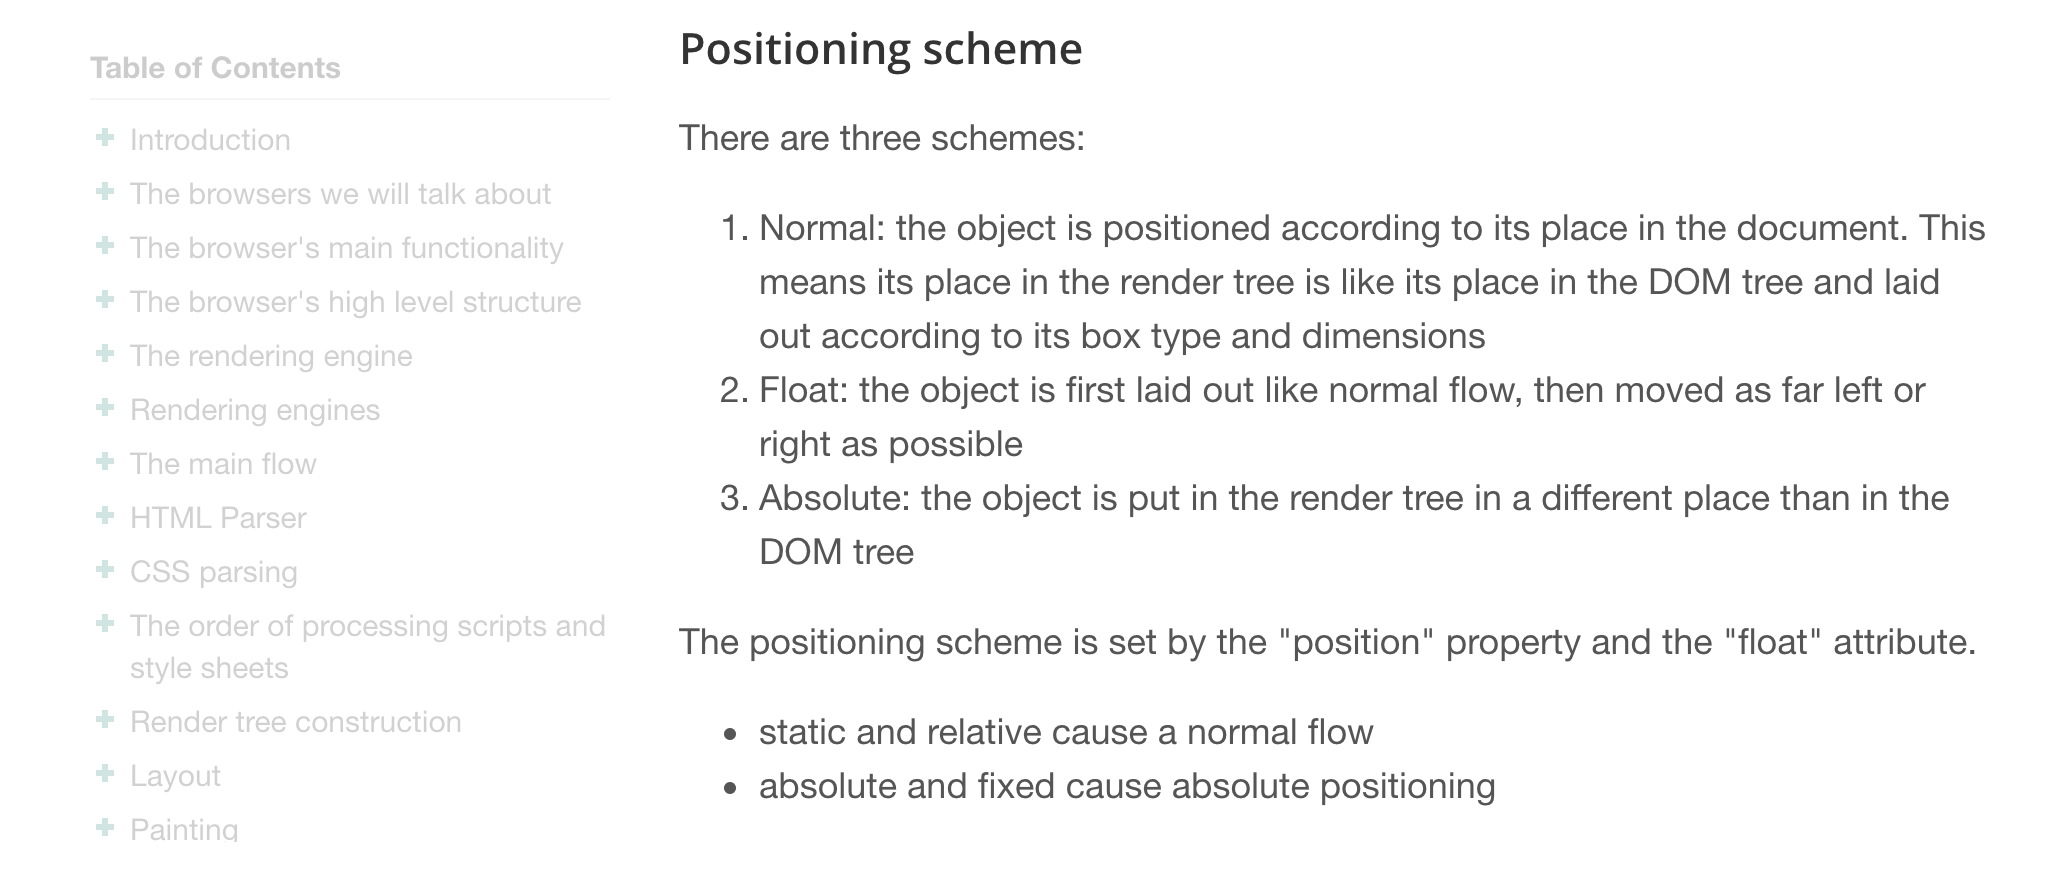 Table of Contents
Introduction
The browsers we will talk about
The browser's main functionality
The browser's high level structure
The rendering engine
Rendering engines
The main flow
HTML Parser
CSS parsing
The order of processing scripts and
style sheets
Render tree construction
Layout
Painting
Positioning scheme
There are three schemes:
1. Normal: the object is positioned according to its place in the document. This
means its place in the render tree is like its place in the DOM tree and laid
out according to its box type and dimensions
2. Float: the object is first laid out like normal flow, then moved as far left or
right as possible
3. Absolute: the object is put in the render tree in a different place than in the
DOM tree
The positioning scheme is set by the "position" property and the "float" attribute.
• static and relative cause a normal flow
• absolute and fixed cause absolute positioning